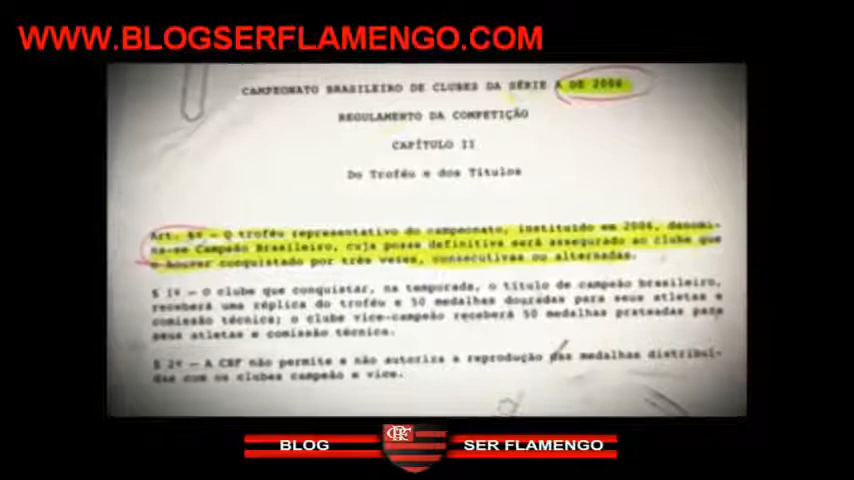 WWW.BLOGSERFLAMENGO.COM
CAMPEONATO BRASILEIRO DE CLUBES DA SÉRIE A DE 2006
REGULAMENTO DA COMPETIÇÃO
CAPÍTULO II
Do Troféu e dos Títulos
Art. - O troféu representativo do campeonato, instituído em 2006, denomi-
na-se Campeão Brasileiro, cuja posse definitiva será assegurado ao clube que
o houver conquistado por três vezes, consecutivas ou alternadas.
§ 1º - O clube que conquistar, na temporada, o título de campeão brasileiro,
receberá uma réplica do troféu e 50 medalhas douradas para seus atletas e
comissão técnica; o clube vice-campeão receberá 50 medalhas prateadas para
seus atletas e comissão técnica.
§ 2º - A CBF não permite e não autoriza a reprodução das medalhas distribuí-
das com os clubes campeão e vice.
BLOG SER FLAMENGO